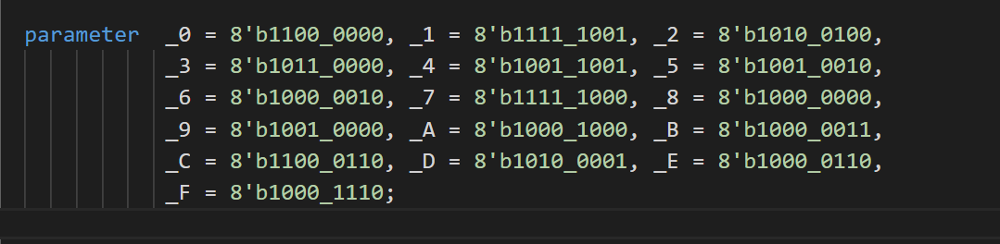 parameter  _0 = 8'b1100_0000, _1 = 8'b1111_1001, _2 = 8'b1010_0100,
_3 = 8'b1011_0000, _4 = 8'b1001_1001, _5 = 8'b1001_0010,
_6 = 8'b1000_0010, _7 = 8'b1111_1000, _8 = 8'b1000_0000,
_9 = 8'b1001_0000, _A = 8'b1000_1000, _B = 8'b1000_0011,
_C = 8'b1100_0110, _D = 8'b1010_0001, _E = 8'b1000_0110,
_F = 8'b1000_1110;